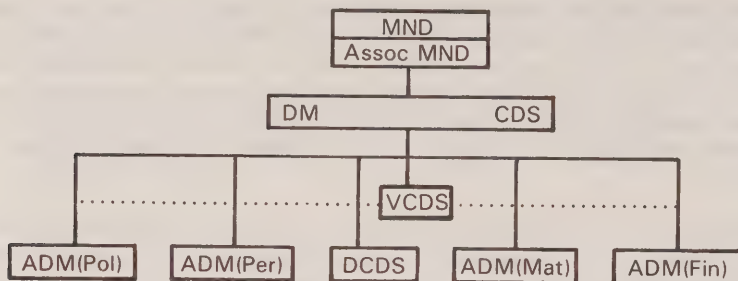 MND
Assoc MND
DM CDS
VCDS
ADM(Pol) ADM(Per) DCDS ADM(Mat) ADM(Fin)